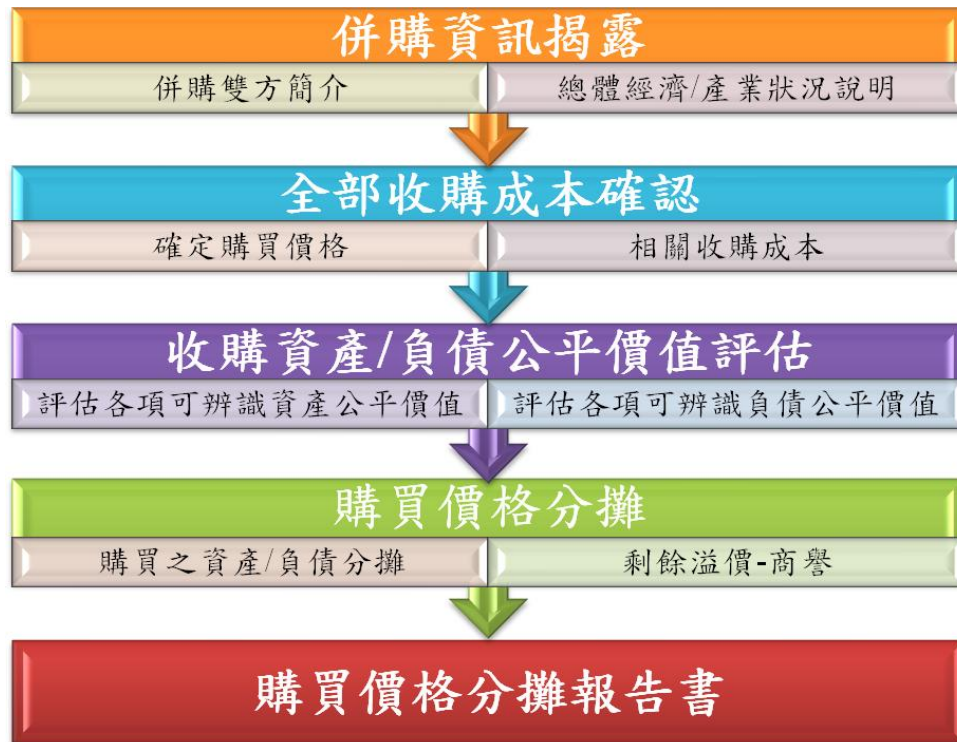 併購資訊揭露
併購雙方簡介
總體經濟/產業狀況說明
全部收購成本確認
確定購買價格
相關收購成本
收購資產/負債公平價值評估
評估各項可辨識資產公平價值
評估各項可辨識負債公平價值
購買價格分攤
購買之資產/負債分攤
剩餘溢價-商譽
購買價格分攤報告書